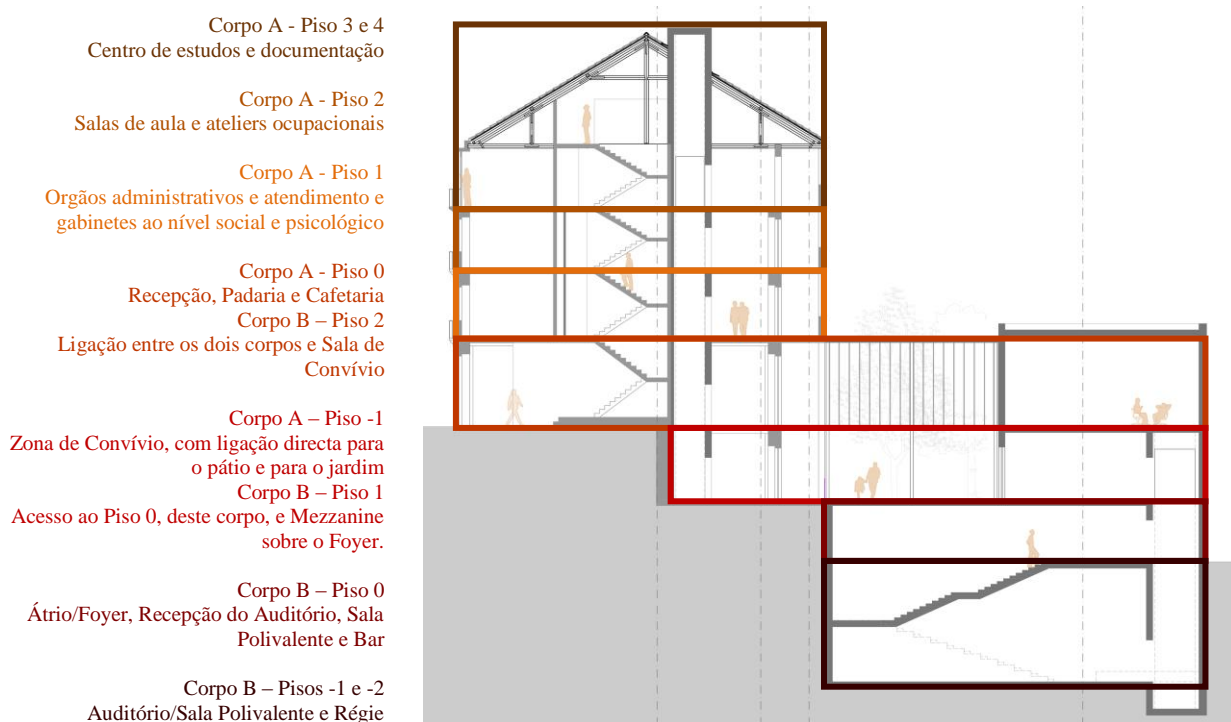 Corpo A - Piso 3 e 4
Centro de estudos e documentação
Corpo A - Piso 2
Salas de aula e ateliers ocupacionais
Corpo A - Piso 1
Orgãos administrativos e atendimento e
gabinetes ao nível social e psicológico
Corpo A - Piso 0
Recepção, Padaria e Cafetaria
Corpo B – Piso 2
Ligação entre os dois corpos e Sala de
Convívio
Corpo A – Piso -1
Zona de Convívio, com ligação directa para
o pátio e para o jardim
Corpo B – Piso 1
Acesso ao Piso 0, deste corpo, e Mezzanine
sobre o Foyer.
Corpo B – Piso 0
Átrio/Foyer, Recepção do Auditório, Sala
Polivalente e Bar
Corpo B – Pisos -1 e -2
Auditório/Sala Polivalente e Régie